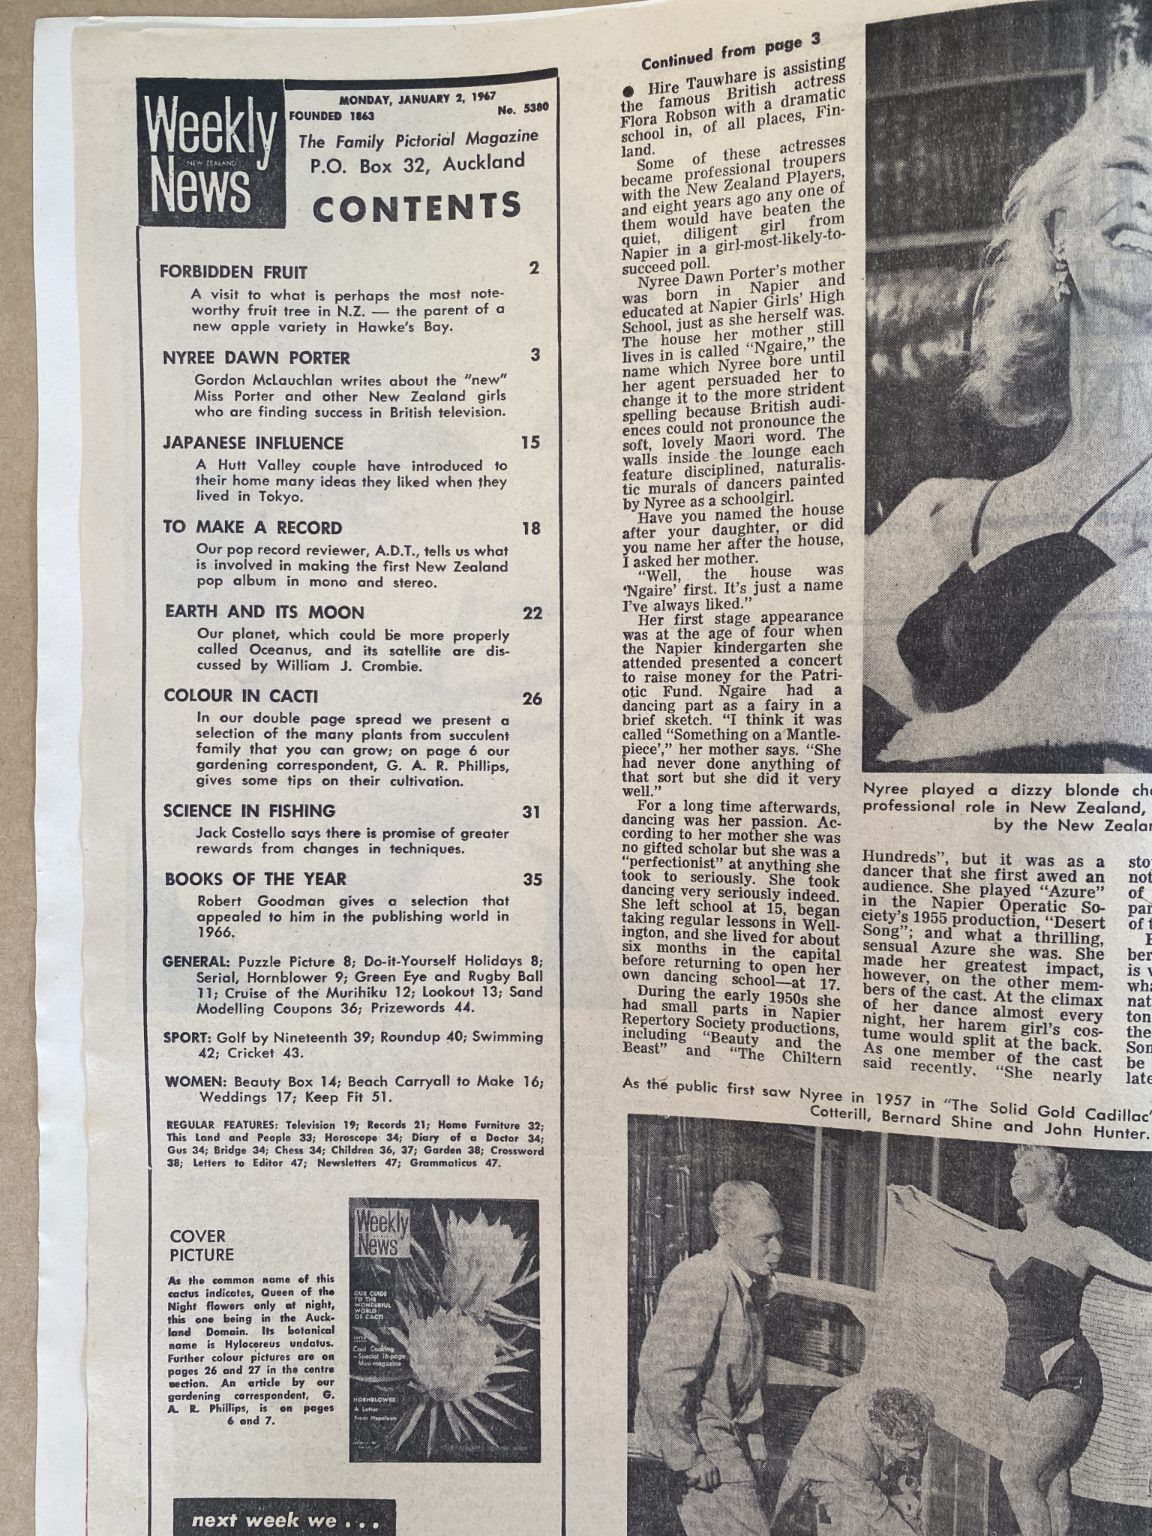 Weekly
NEW ZEALAND
News
MONDAY, JANUARY 2, 1967
FOUNDED 1863 No. 5380
The Family Pictorial Magazine
P.O. Box 32, Auckland
CONTENTS
FORBIDDEN FRUIT 2
A visit to what is perhaps the most note-
worthy fruit tree in N.Z. — the parent of a
new apple variety in Hawke's Bay.
NYREE DAWN PORTER 3
Gordon McLauchlan writes about the "new"
Miss Porter and other New Zealand girls
who are finding success in British television.
JAPANESE INFLUENCE 15
A Hutt Valley couple have introduced to
their home many ideas they liked when they
lived in Tokyo.
TO MAKE A RECORD 18
Our pop record reviewer, A.D.T., tells us what
is involved in making the first New Zealand
pop album in mono and stereo.
EARTH AND ITS MOON 22
Our planet, which could be more properly
called Oceanus, and its satellite are dis-
cussed by William J. Crombie.
COLOUR IN CACTI 26
In our double page spread we present a
selection of the many plants from succulent
family that you can grow; on page 6 our
gardening correspondent, G. A. R. Phillips,
gives some tips on their cultivation.
SCIENCE IN FISHING 31
Jack Costello says there is promise of greater
rewards from changes in techniques.
BOOKS OF THE YEAR 35
Robert Goodman gives a selection that
appealed to him in the publishing world in
1966.
GENERAL: Puzzle Picture 8; Do-it-Yourself Holidays 8;
Serial, Hornblower 9; Green Eye and Rugby Ball
11; Cruise of the Murihiku 12; Lookout 13; Sand
Modelling Coupons 36; Prizewords 44.
SPORT: Golf by Nineteenth 39; Roundup 40; Swimming
42; Cricket 43.
WOMEN: Beauty Box 14; Beach Carryall to Make 16;
Weddings 17; Keep Fit 51.
REGULAR FEATURES: Television 19; Records 21; Home Furniture 32;
This Land and People 33; Horoscope 34; Diary of a Doctor 34;
Gus 34; Bridge 34; Chess 34; Children 36, 37; Garden 38; Crossword
38; Letters to Editor 47; Newsletters 47; Grammaticus 47.
COVER
PICTURE
As the common name of this
cactus indicates, Queen of the
Night flowers only at night,
this one being in the Auck-
land Domain. Its botanical
name is Hylocereus undatus.
Further colour pictures are on
pages 26 and 27 in the centre
section. An article by our
gardening correspondent, G.
A. R. Phillips, is on pages
6 and 7.
Weekly
News
OUR GUIDE
TO THE
WONDERFUL
WORLD
OF CACTI
Cool Cooking
—Special 16-page
Mini-magazine
HORNBLOWER
A Letter
From Napoleon
next week we . . .
Continued from page 3
● Hire Tauwhare is assisting
the famous British actress
Flora Robson with a dramatic
school in, of all places, Fin-
land.
Some of these actresses
became professional troupers
with the New Zealand Players,
and eight years ago any one of
them would have beaten the
quiet, diligent girl from
Napier in a girl-most-likely-to-
succeed poll.
Nyree Dawn Porter's mother
was born in Napier and
educated at Napier Girls' High
School, just as she herself was.
The house her mother still
lives in is called "Ngaire," the
name which Nyree bore until
her agent persuaded her to
change it to the more strident
spelling because British audi-
ences could not pronounce the
soft, lovely Maori word. The
walls inside the lounge each
feature disciplined, naturalis-
tic murals of dancers painted
by Nyree as a schoolgirl.
Have you named the house
after your daughter, or did
you name her after the house,
I asked her mother.
"Well, the house was
'Ngaire' first. It's just a name
I've always liked."
Her first stage appearance
was at the age of four when
the Napier kindergarten she
attended presented a concert
to raise money for the Patri-
otic Fund. Ngaire had a
dancing part as a fairy in a
brief sketch. "I think it was
called "Something on a Mantle-
piece'," her mother says. "She
had never done anything of
that sort but she did it very
well."
For a long time afterwards,
dancing was her passion. Ac-
cording to her mother she was
no gifted scholar but she was a
"perfectionist" at anything she
took to seriously. She took
dancing very seriously indeed.
She left school at 15, began
taking regular lessons in Well-
ington, and she lived for about
six months in the capital
before returning to open her
own dancing school—at 17.
During the early 1950s she
had small parts in Napier
Repertory Society productions,
including "Beauty and the
Beast" and "The Chiltern
Nyree played a dizzy blonde
professional role in New Zealand,
by the New
Hundreds", but it was as a
dancer that she first awed an
audience. She played "Azure"
in the Napier Operatic So-
ciety's 1955 production, "Desert
Song"; and what a thrilling,
sensual Azure she was. She
made her greatest impact,
however, on the other mem-
bers of the cast. At the climax
of her dance almost every
night, her harem girl's cos-
tume would split at the back.
As one member of the cast
said recently, "She nearly
As the public first saw Nyree in 1957 in "The Solid Gold Cadillac"
Cotterill, Bernard Shine and John Hunter.